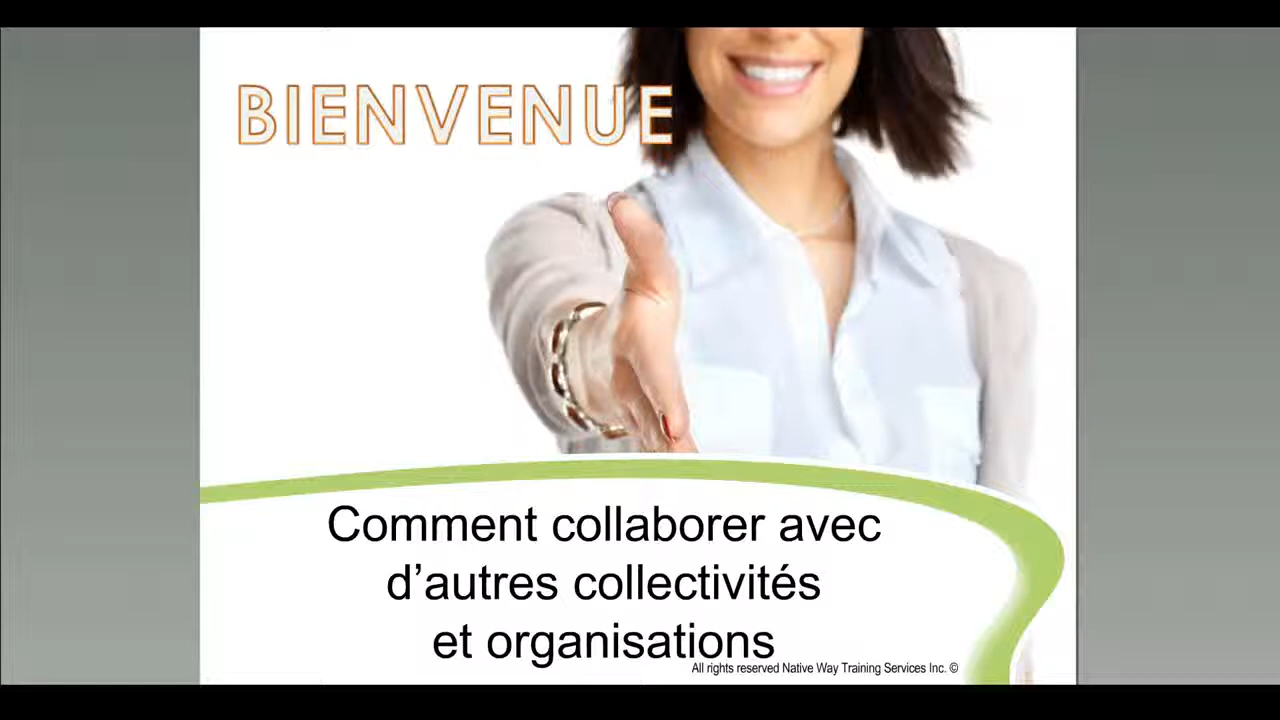 BIENVENUE
Comment collaborer avec
d’autres collectivités
et organisations
All rights reserved Native Way Training Services Inc. ©